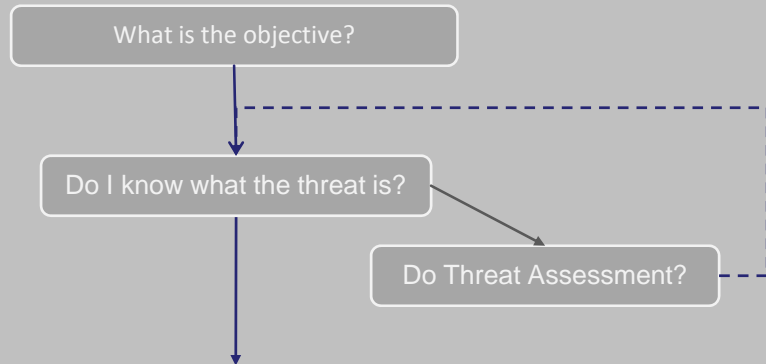 What is the objective?
Do I know what the threat is?
Do Threat Assessment?